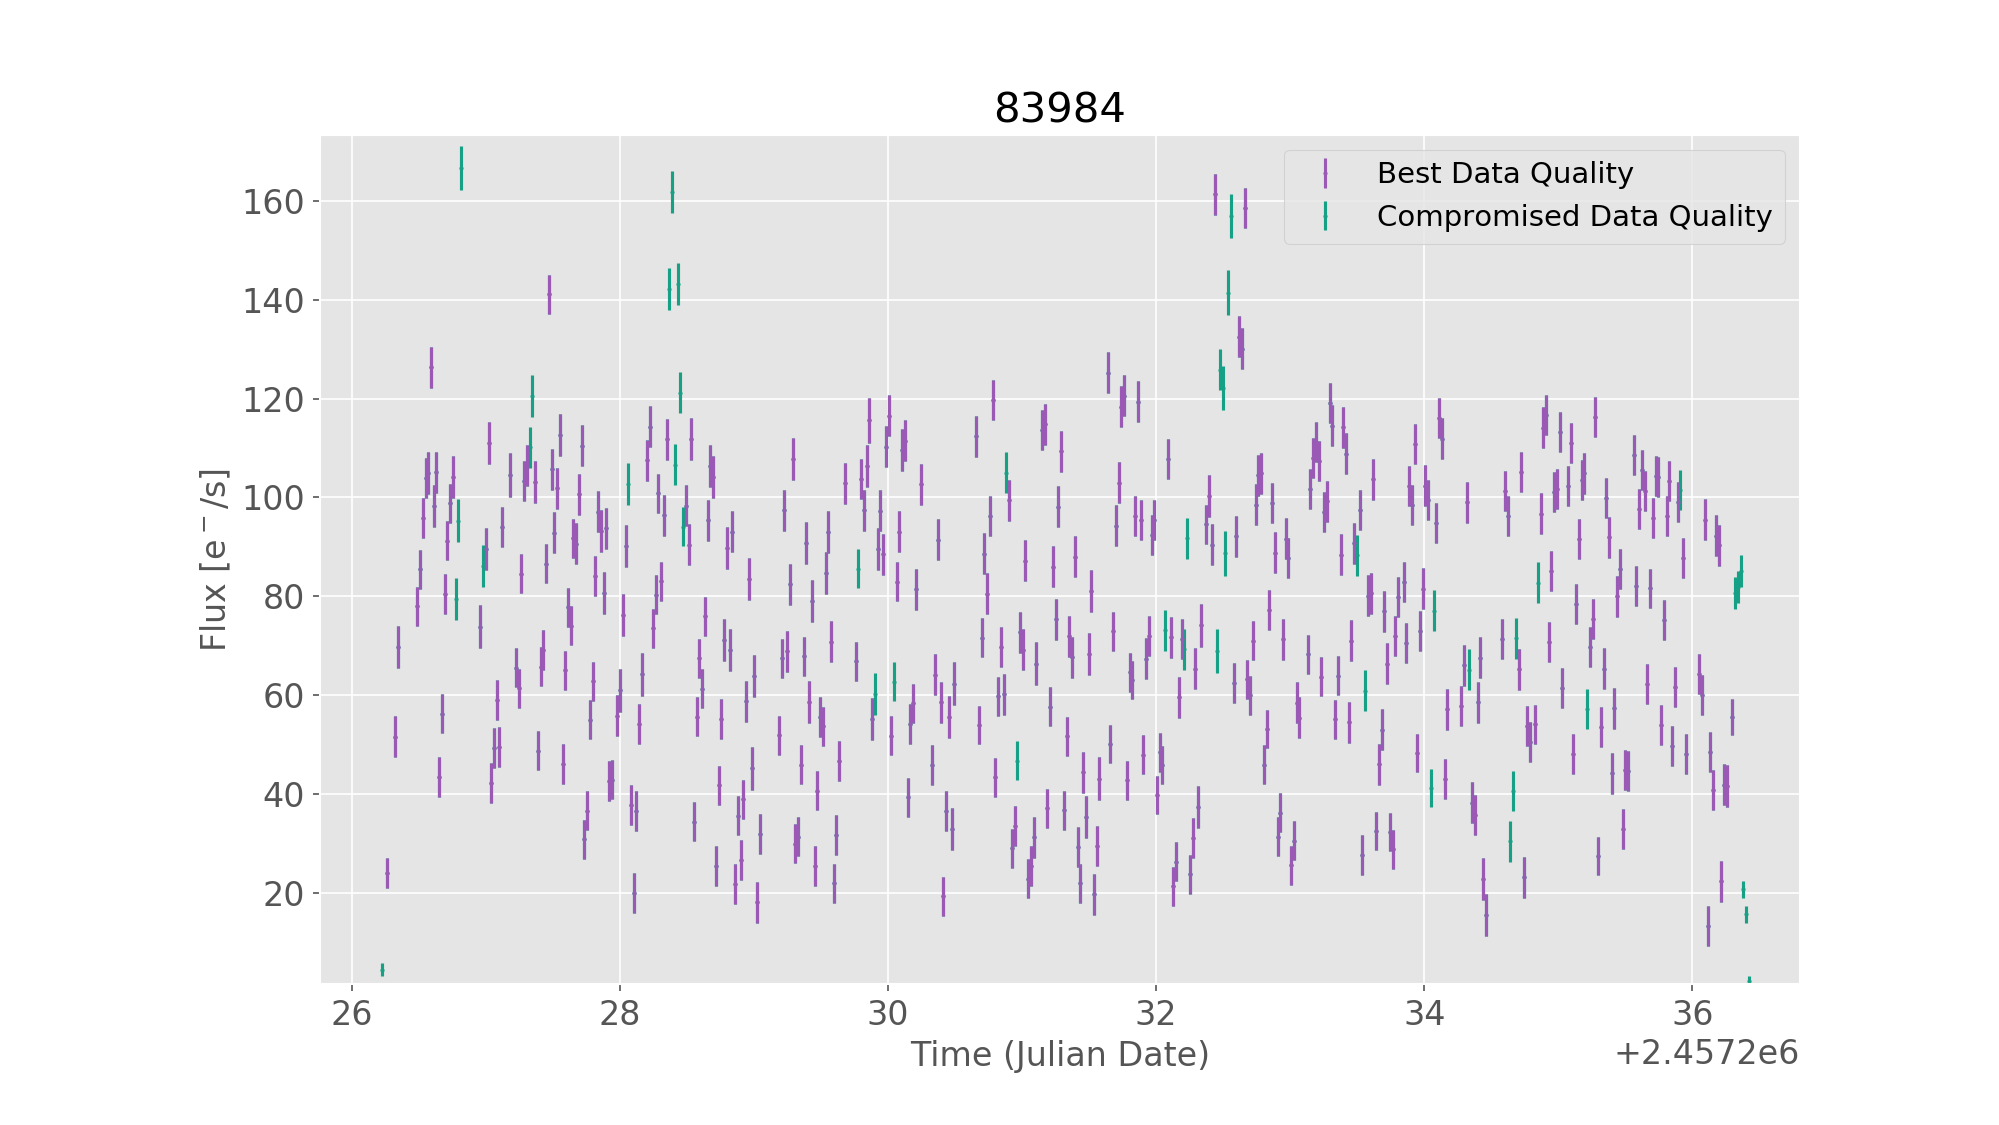 83984
Best Data Quality
Compromised Data Quality
160
140
120
100
80
60
40
20
Flux [e⁻/s]
26 28 30 32 34 36
Time (Julian Date)
+2.4572e6